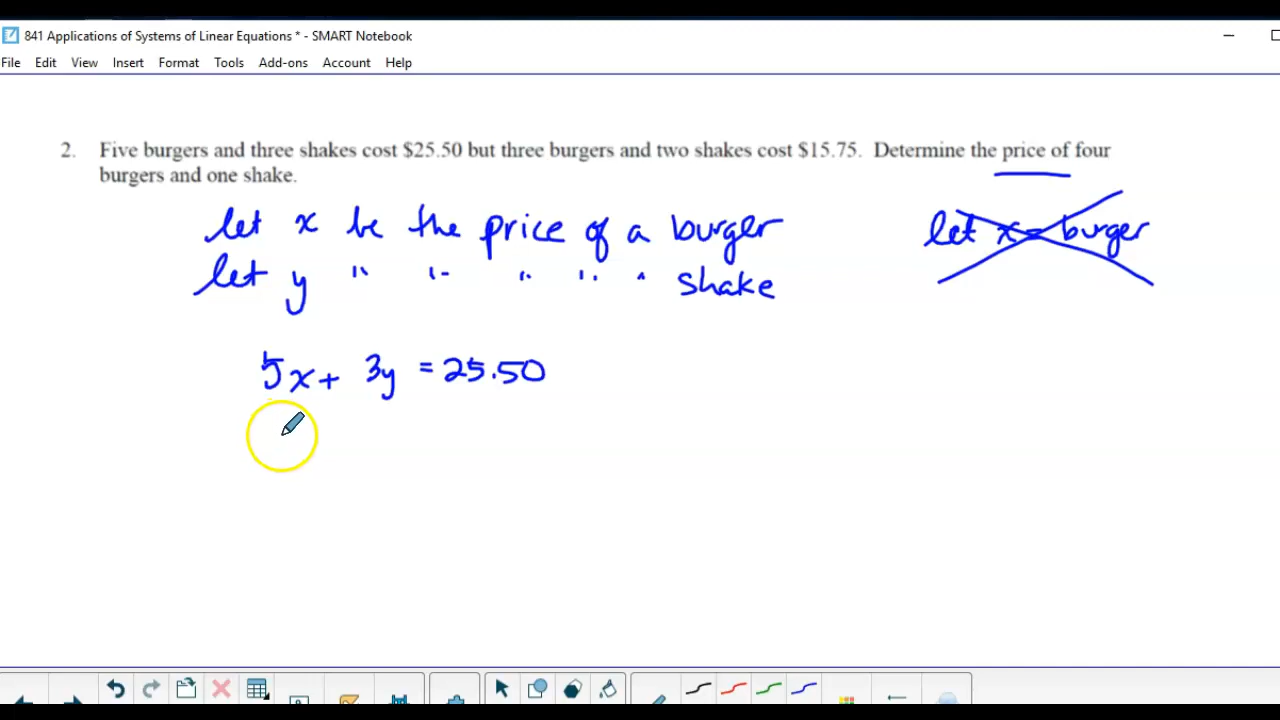 841 Applications of Systems of Linear Equations * - SMART Notebook
File Edit View Insert Format Tools Add-ons Account Help
2. Five burgers and three shakes cost $25.50 but three burgers and two shakes cost $15.75. Determine the price of four
burgers and one shake.
let x be the price of a burger
let x = burger
let y " " " " " shake
5x + 3y = 25.50